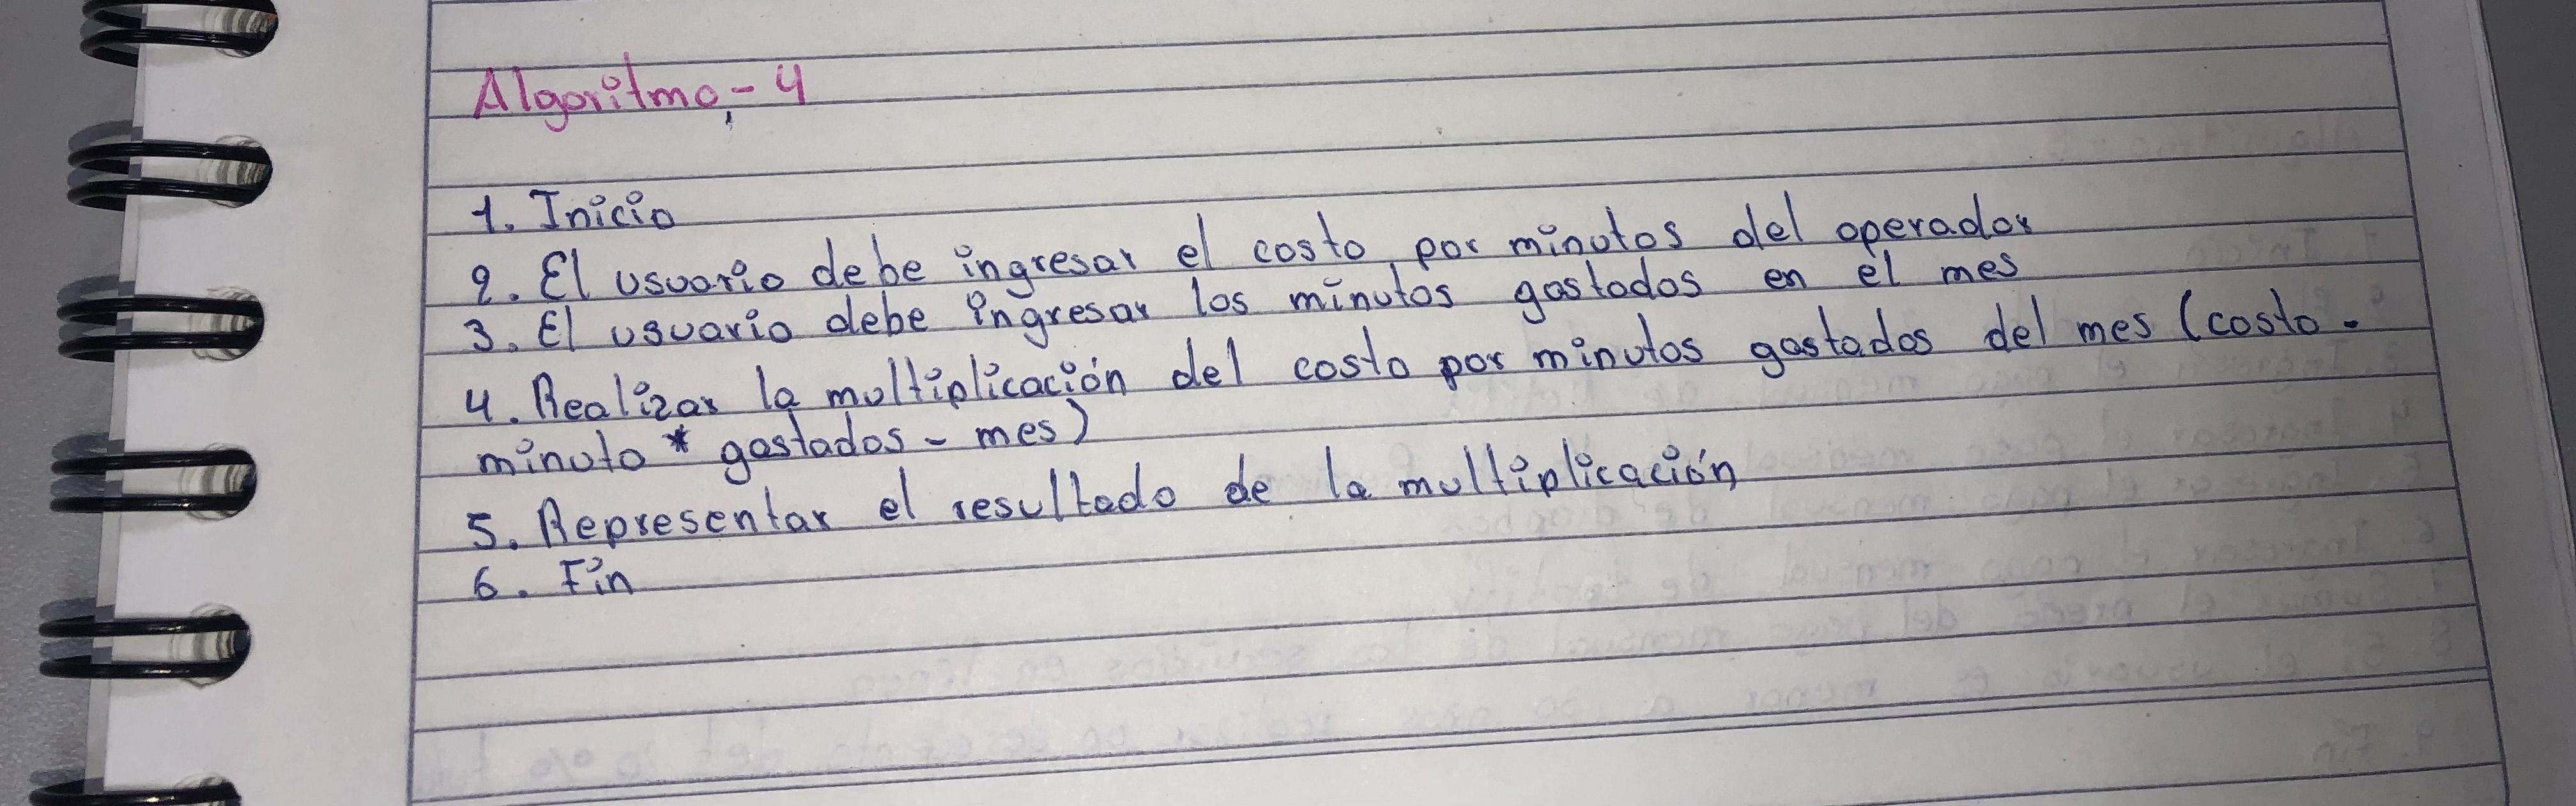 Algoritmo - 4
1. Inicio
2. El usuario debe ingresar el costo por minutos del operador
3. El usuario debe ingresar los minutos gastados en el mes
4. Realizar la multiplicación del costo por minutos gastados del mes (costo -
minuto * gastados - mes)
5. Representar el resultado de la multiplicación
6. Fin